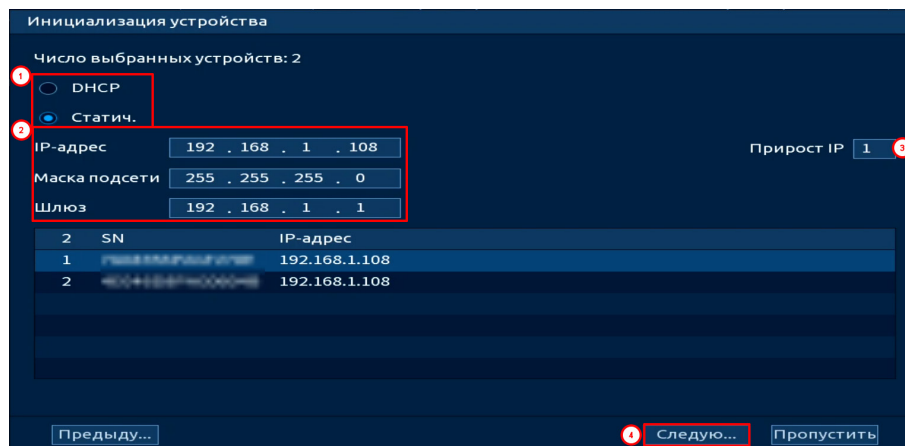 Инициализация устройства
Число выбранных устройств: 2
1
DHCP
Статич.
2
IP-адрес 192 . 168 . 1 . 108 Прирост IP 1 3
Маска подсети 255 . 255 . 255 . 0
Шлюз 192 . 168 . 1 . 1
2 SN IP-адрес
1 192.168.1.108
2 192.168.1.108
Предыду... 4 Следую... Пропустить